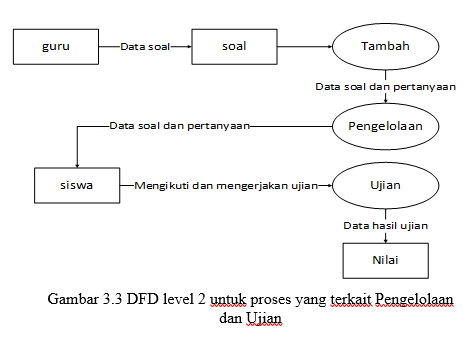 guru
Data soal
soal
Tambah
Data soal dan pertanyaan
Data soal dan pertanyaan
Pengelolaan
siswa
Mengikuti dan mengerjakan ujian
Ujian
Data hasil ujian
Nilai
Gambar 3.3 DFD level 2 untuk proses yang terkait Pengelolaan
dan Ujian